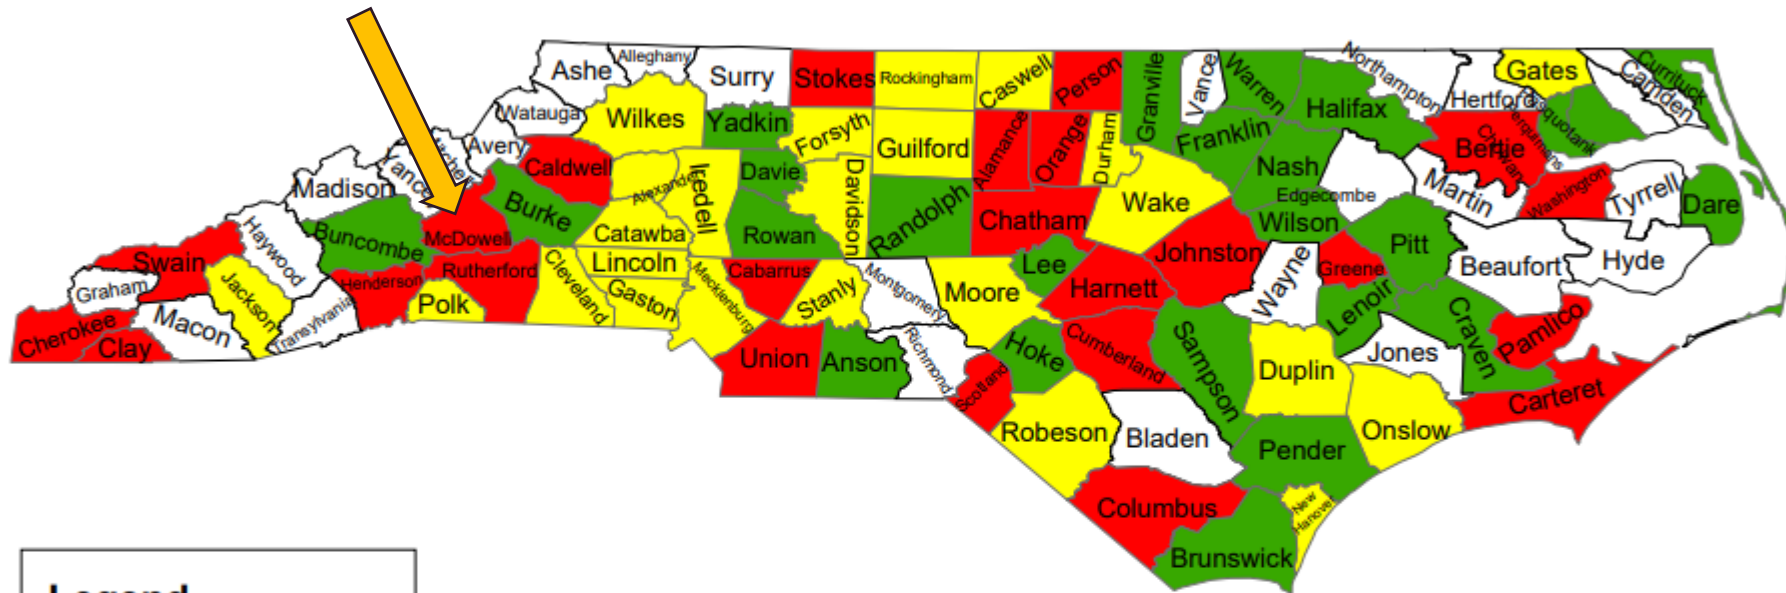 Alleghany
Ashe
Surry
Stokes
Rockingham
Caswell
Person
Granville
Vance
Warren
Northampton
Gates
Currituck
Camden
Hertford
Halifax
Watauga
Wilkes
Yadkin
Forsyth
Guilford
Alamance
Orange
Durham
Franklin
Bertie
Chowan
Perquimans
Pasquotank
Avery
Mitchell
Yancey
Caldwell
Alexander
Iredell
Davie
Davidson
Randolph
Chatham
Wake
Nash
Edgecombe
Martin
Washington
Tyrrell
Dare
Madison
Burke
Catawba
Rowan
Wilson
Pitt
Beaufort
Hyde
Haywood
Buncombe
McDowell
Lincoln
Johnston
Greene
Wayne
Lee
Swain
Rutherford
Cleveland
Gaston
Mecklenburg
Cabarrus
Stanly
Montgomery
Moore
Harnett
Graham
Jackson
Henderson
Polk
Transylvania
Lenoir
Craven
Pamlico
Cherokee
Macon
Clay
Union
Anson
Richmond
Hoke
Cumberland
Sampson
Duplin
Jones
Scotland
Carteret
Robeson
Bladen
Onslow
Pender
Columbus
New
Hanover
Brunswick